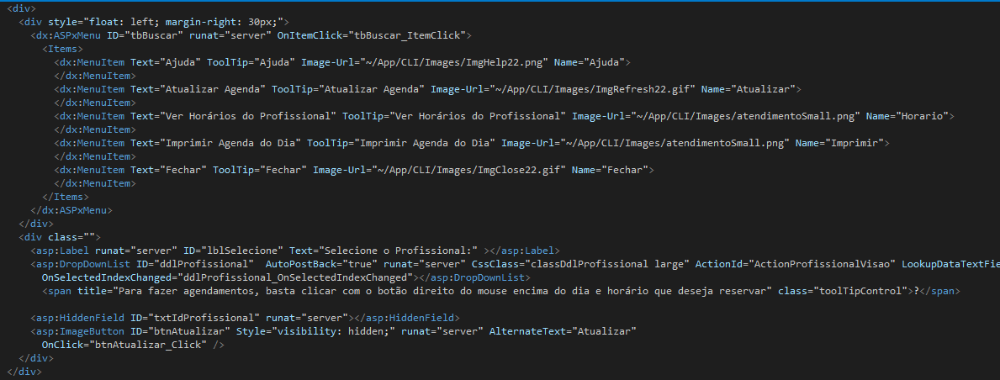 <div>
<div style="float: left; margin-right: 30px;">
<dx:ASPxMenu ID="tbBuscar" runat="server" OnItemClick="tbBuscar_ItemClick">
<Items>
<dx:MenuItem Text="Ajuda" ToolTip="Ajuda" Image-Url="~/App/CLI/Images/ImgHelp22.png" Name="Ajuda">
</dx:MenuItem>
<dx:MenuItem Text="Atualizar Agenda" ToolTip="Atualizar Agenda" Image-Url="~/App/CLI/Images/ImgRefresh22.gif" Name="Atualizar">
</dx:MenuItem>
<dx:MenuItem Text="Ver Horários do Profissional" ToolTip="Ver Horários do Profissional" Image-Url="~/App/CLI/Images/atendimentoSmall.png" Name="Horario">
</dx:MenuItem>
<dx:MenuItem Text="Imprimir Agenda do Dia" ToolTip="Imprimir Agenda do Dia" Image-Url="~/App/CLI/Images/atendimentoSmall.png" Name="Imprimir">
</dx:MenuItem>
<dx:MenuItem Text="Fechar" ToolTip="Fechar" Image-Url="~/App/CLI/Images/ImgClose22.gif" Name="Fechar">
</dx:MenuItem>
</Items>
</dx:ASPxMenu>
</div>
<div class="">
<asp:Label runat="server" ID="lblSelecione" Text="Selecione o Profissional:" ></asp:Label>
<asp:DropDownList ID="ddlProfissional"  AutoPostBack="true" runat="server" CssClass="classDdlProfissional large" ActionId="ActionProfissionalVisao" LookupDataTextFie
OnSelectedIndexChanged="ddlProfissional_OnSelectedIndexChanged"></asp:DropDownList>
<span title="Para fazer agendamentos, basta clicar com o botão direito do mouse encima do dia e horário que deseja reservar" class="toolTipControl">?</span>
<asp:HiddenField ID="txtIdProfissional" runat="server"></asp:HiddenField>
<asp:ImageButton ID="btnAtualizar" Style="visibility: hidden;" runat="server" AlternateText="Atualizar"
OnClick="btnAtualizar_Click" />
</div>
</div>